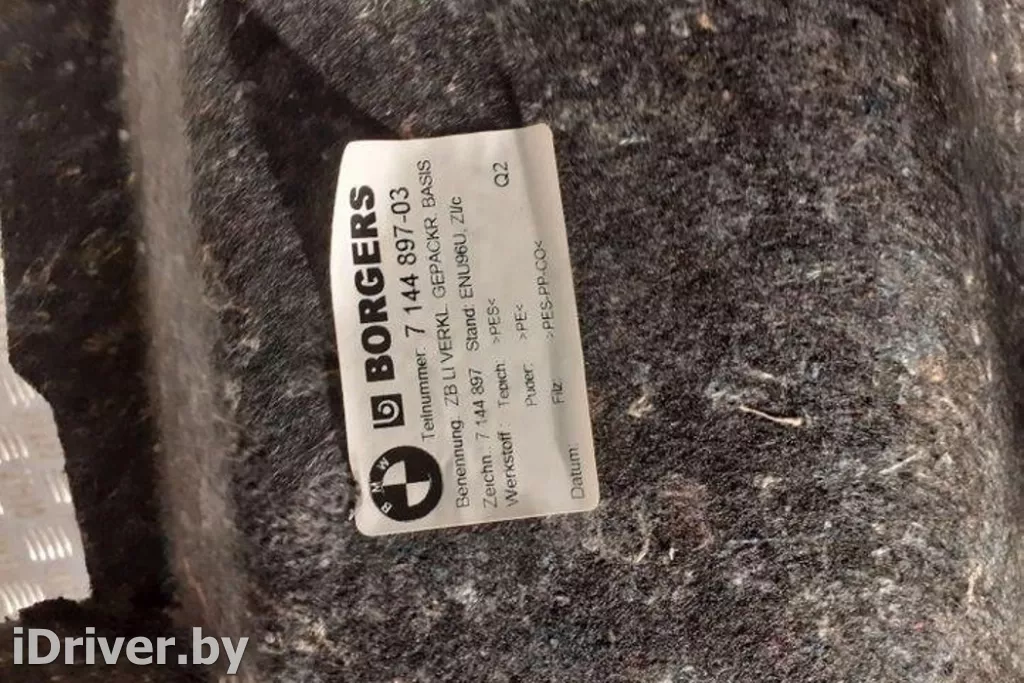 BMW
BORGERS
Teilnummer: 7 144 897-03
Benennung: ZB LI VERKL. GEPACKR. BASIS
Zeichn.: 7 144 897 Stand: ENU96U, ZI/c
Werkstoff: Teppich: >PES< Q2
Puder: >PE<
Filz >PES-PP-CO<
Datum:
iDriver.by